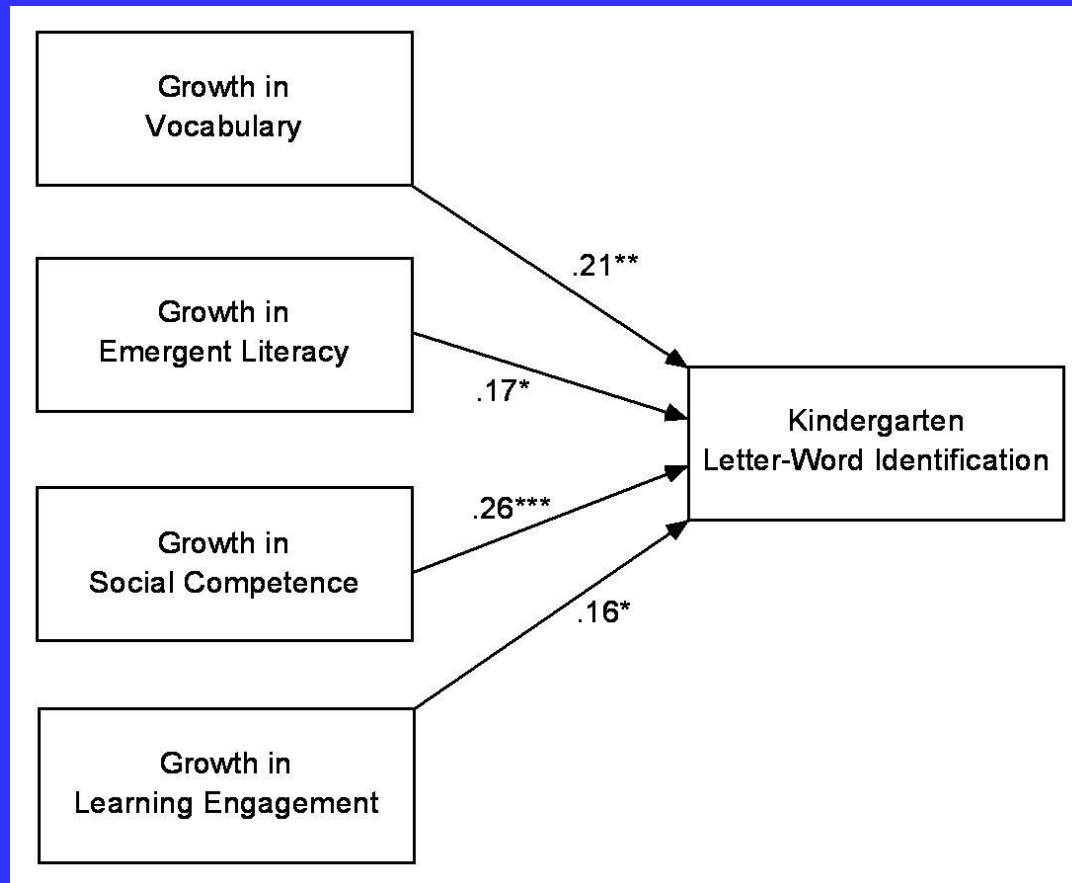 Growth in
Vocabulary
.21**
Growth in
Emergent Literacy
.17*
Kindergarten
Letter-Word Identification
.26***
Growth in
Social Competence
.16*
Growth in
Learning Engagement